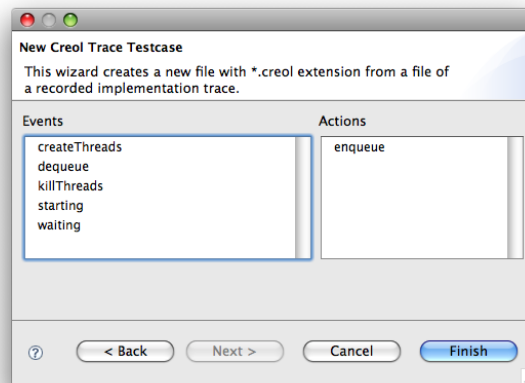 New Creol Trace Testcase
This wizard creates a new file with *.creol extension from a file of
a recorded implementation trace.
Events
Actions
createThreads
dequeue
killThreads
starting
waiting
enqueue
?
< Back
Next >
Cancel
Finish